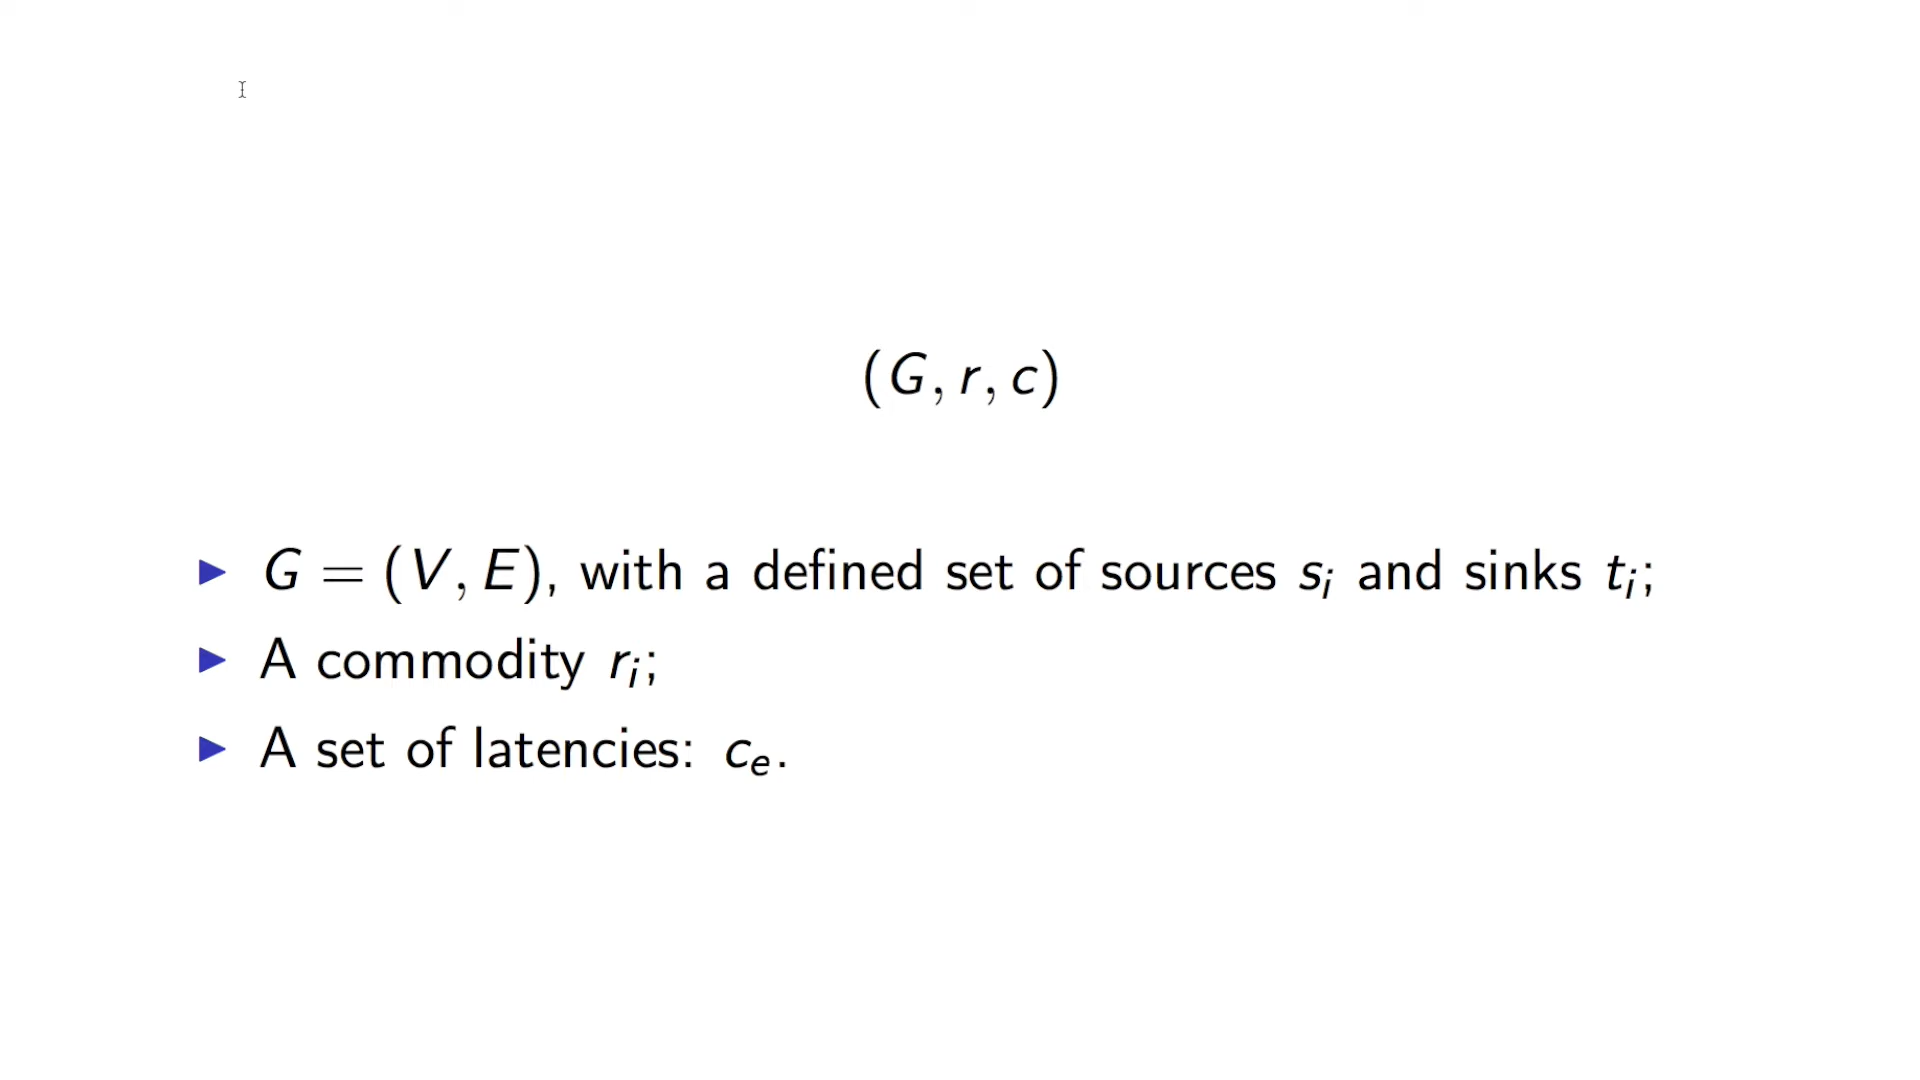 (G, r, c)
▶ G = (V, E), with a defined set of sources sᵢ and sinks tᵢ;
▶ A commodity rᵢ;
▶ A set of latencies: cₑ.